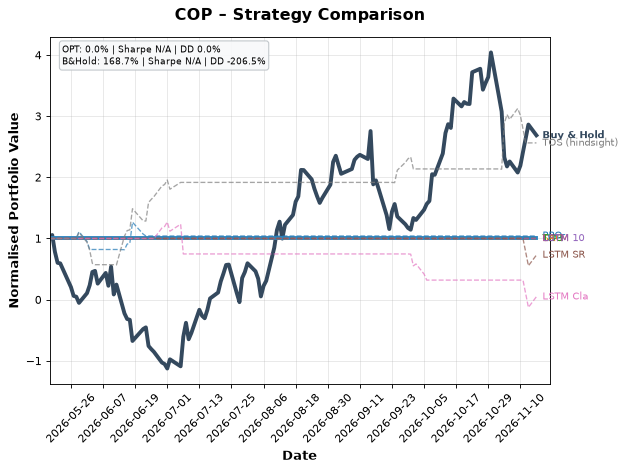 COP – Strategy Comparison
OPT: 0.0% | Sharpe N/A | DD 0.0%
B&Hold: 168.7% | Sharpe N/A | DD -206.5%
Normalised Portfolio Value
4
3
2
1
0
−1
Buy & Hold
TOS (hindsight)
LSTM 10
LSTM SR
LSTM Cla
2026-05-26
2026-06-07
2026-06-19
2026-07-01
2026-07-13
2026-07-25
2026-08-06
2026-08-18
2026-08-30
2026-09-11
2026-09-23
2026-10-05
2026-10-17
2026-10-29
2026-11-10
Date